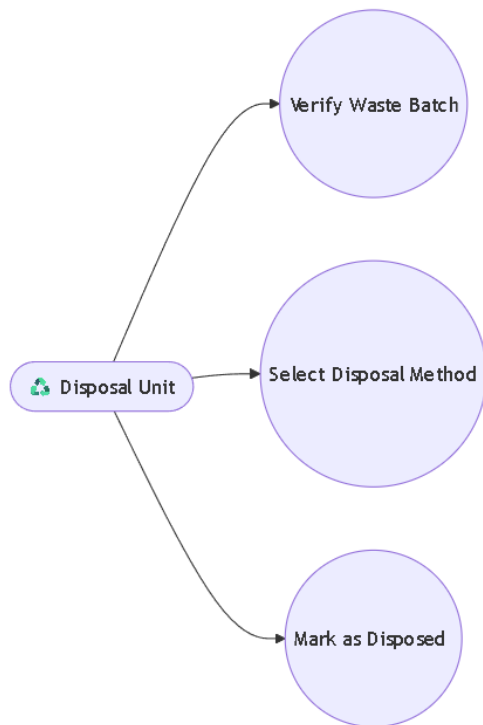 Verify Waste Batch
Select Disposal Method
Disposal Unit
Mark as Disposed